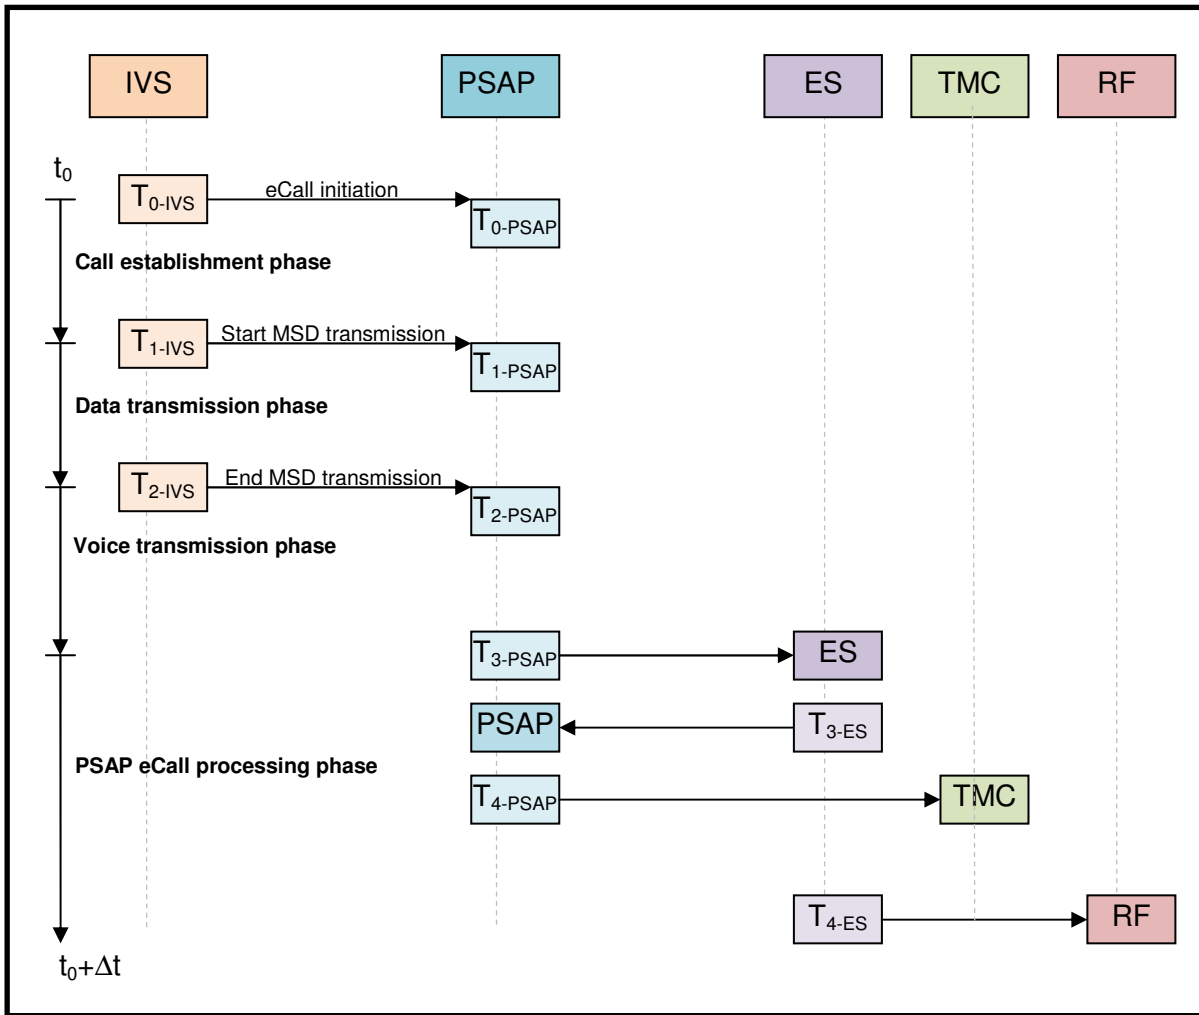 IVS PSAP ES TMC RF
t₀
T₀₋IVS eCall initiation
T₀₋PSAP
Call establishment phase
T₁₋IVS Start MSD transmission
T₁₋PSAP
Data transmission phase
T₂₋IVS End MSD transmission
T₂₋PSAP
Voice transmission phase
T₃₋PSAP ES
PSAP T₃₋ES
PSAP eCall processing phase
T₄₋PSAP TMC
T₄₋ES RF
t₀+Δt